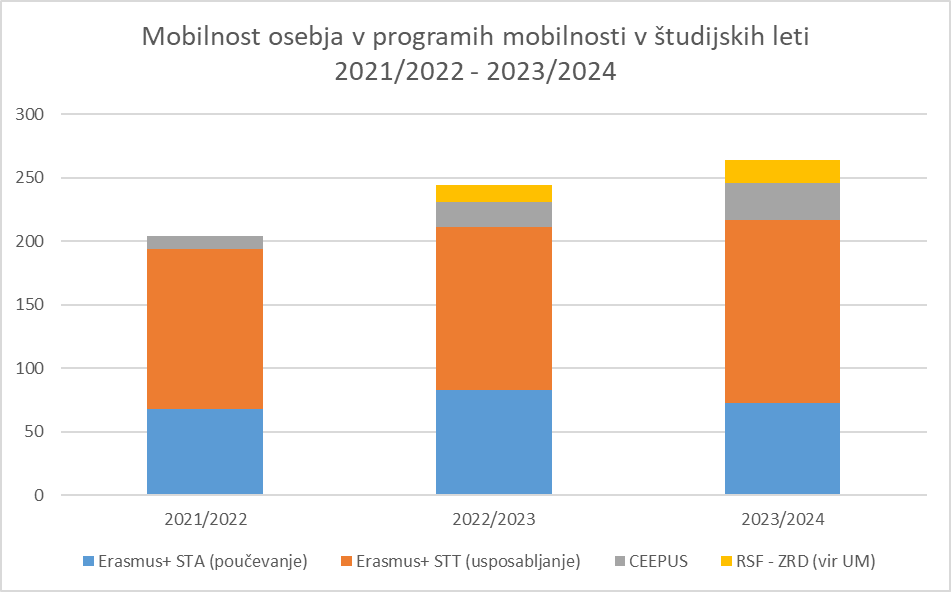 Mobilnost osebja v programih mobilnosti v študijskih leti
2021/2022 - 2023/2024
300
250
200
150
100
50
0
2021/2022 2022/2023 2023/2024
Erasmus+ STA (poučevanje) Erasmus+ STT (usposabljanje) CEEPUS RSF - ZRD (vir UM)